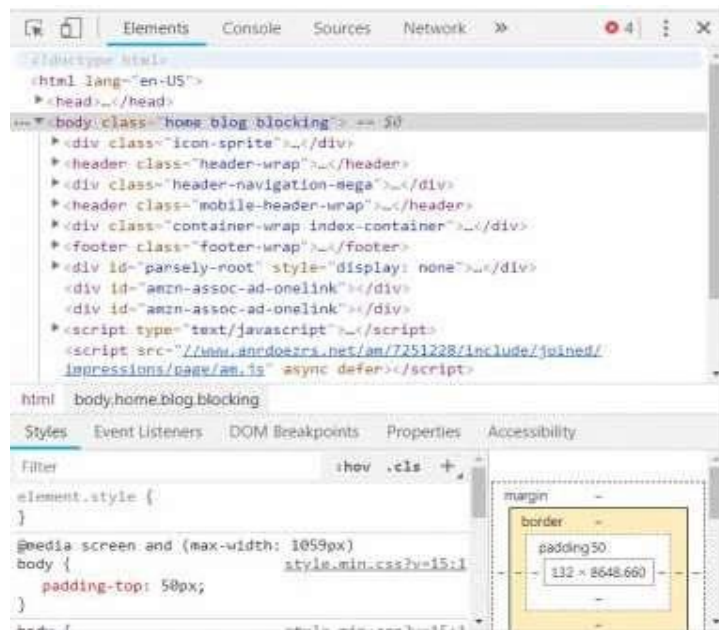 Elements Console Sources Network » 4
<!doctype html>
<html lang="en-US">
<head>…</head>
<body class="home blog blocking"> == $0
<div class="icon-sprite">…</div>
<header class="header-wrap">…</header>
<div class="header-navigation-mega">…</div>
<header class="mobile-header-wrap">…</header>
<div class="container-wrap index-container">…</div>
<footer class="footer-wrap">…</footer>
<div id="parsely-root" style="display: none">…</div>
<div id="amzn-assoc-ad-onelink"></div>
<div id="amzn-assoc-ad-onelink"></div>
<script type="text/javascript">…</script>
<script src="//www.anrdoezrs.net/am/7251228/include/joined/
impressions/page/am.js" async defer></script>
html body.home.blog.blocking
Styles Event Listeners DOM Breakpoints Properties Accessibility
Filter :hov .cls +
element.style {
}
@media screen and (max-width: 1059px)
body { style.min.css?v=15:1
padding-top: 50px;
}
body { style.min.css?v=15:1
margin -
border -
padding50
- - - 132 × 8648.660 - - -
-
-